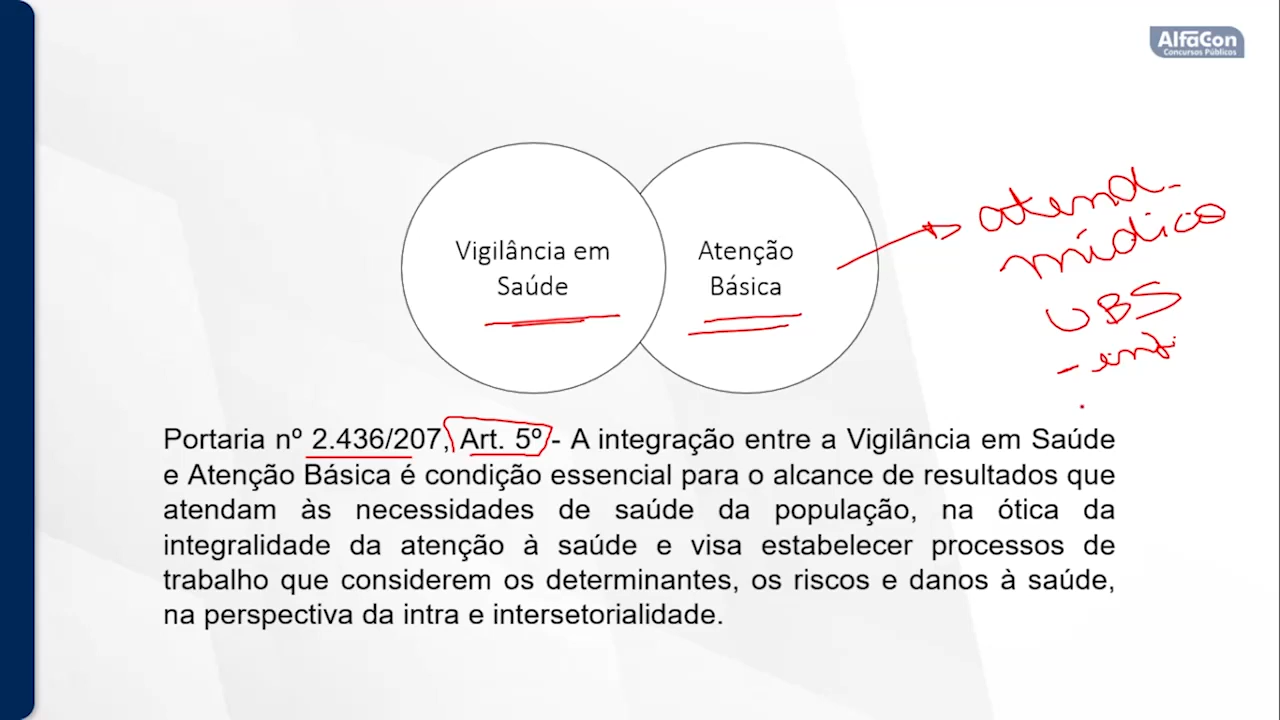 AlfaCon
Concursos Públicos
Vigilância em
Saúde
Atenção
Básica
atend.
médico
UBS
- enf.
Portaria nº 2.436/207, Art. 5º - A integração entre a Vigilância em Saúde
e Atenção Básica é condição essencial para o alcance de resultados que
atendam às necessidades de saúde da população, na ótica da
integralidade da atenção à saúde e visa estabelecer processos de
trabalho que considerem os determinantes, os riscos e danos à saúde,
na perspectiva da intra e intersetorialidade.